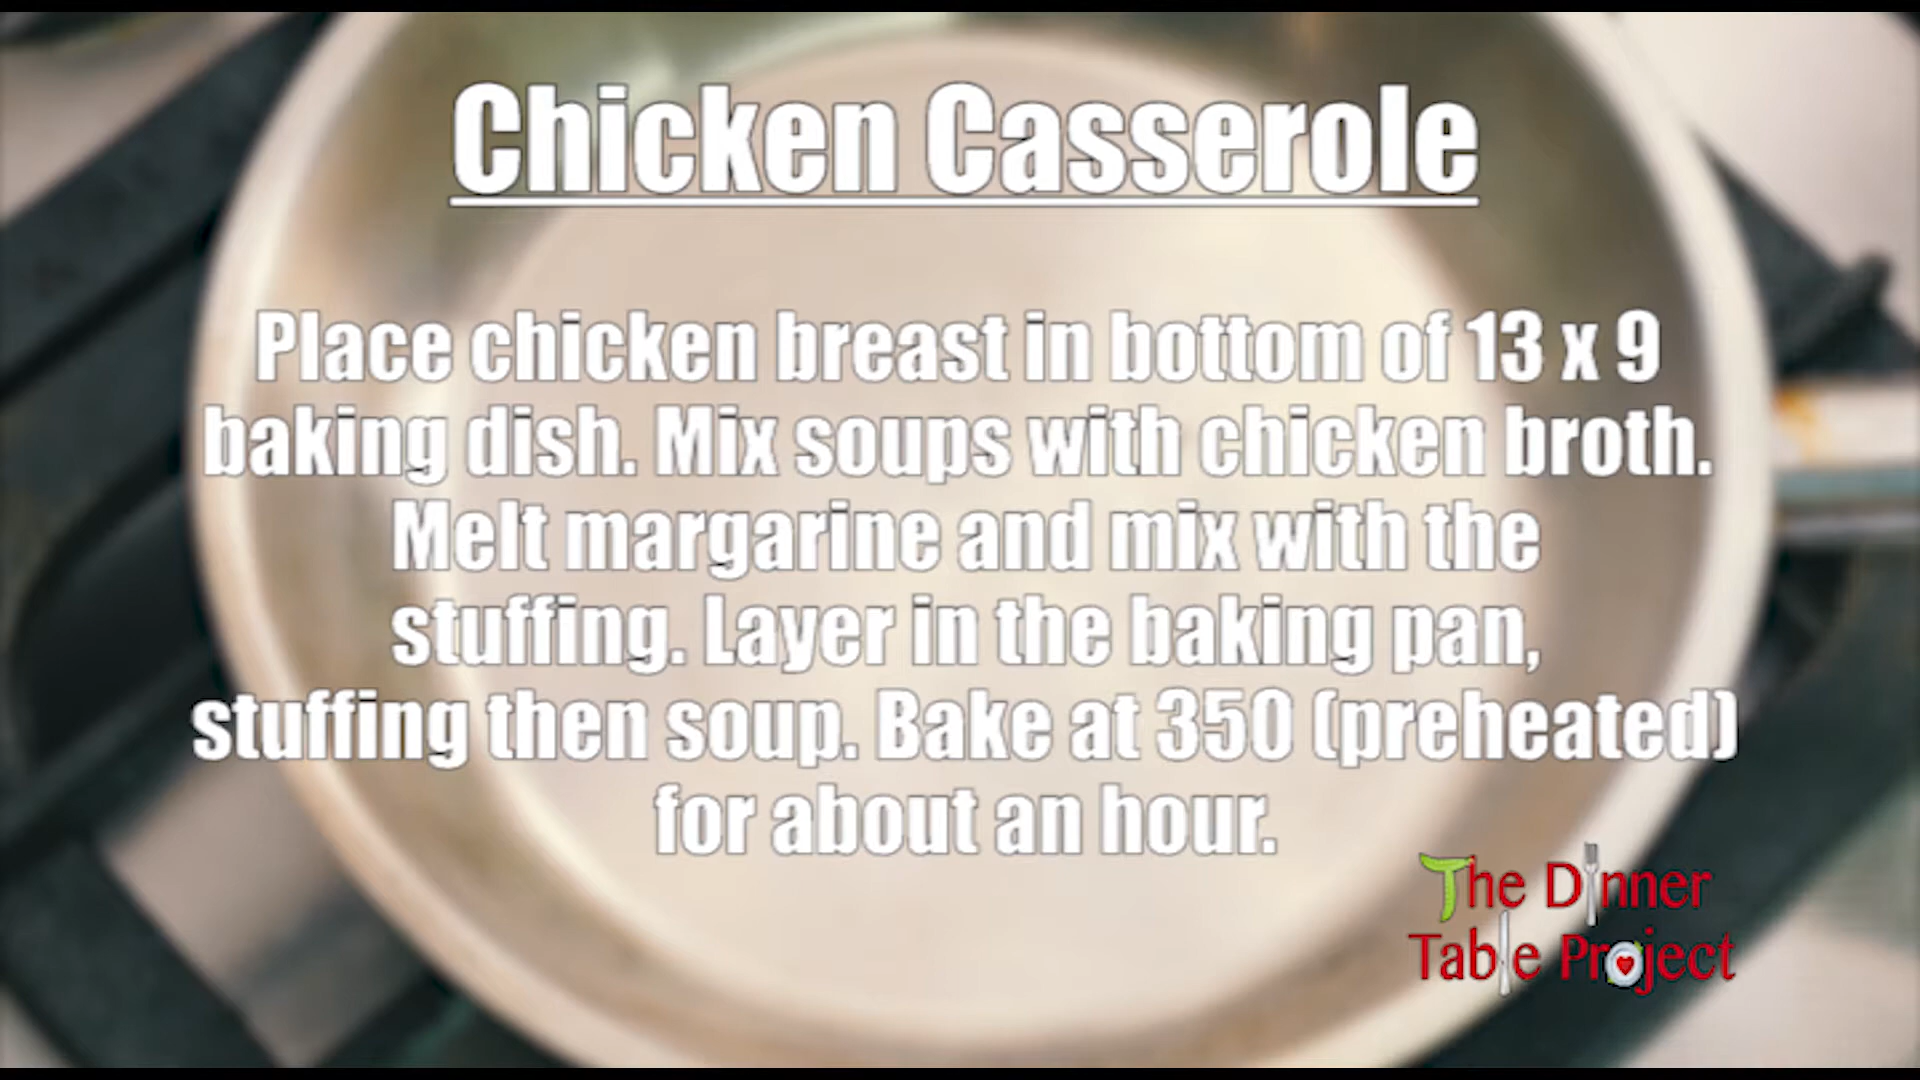 Chicken Casserole
Place chicken breast in bottom of 13 x 9
baking dish. Mix soups with chicken broth.
Melt margarine and mix with the
stuffing. Layer in the baking pan,
stuffing then soup. Bake at 350 (preheated)
for about an hour.
The Dinner
Table Project